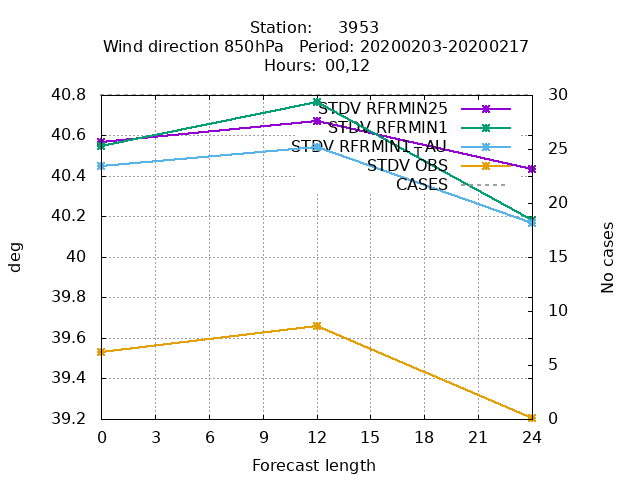 Station: 3953
Wind direction 850hPa Period: 20200203-20200217
Hours: 00,12
STDV RFRMIN25
STDV RFRMIN1
STDV RFRMIN1+AU
STDV OBS
CASES
40.8
40.6
40.4
40.2
40
39.8
39.6
39.4
39.2
deg
30
25
20
15
10
5
0
No cases
0 3 6 9 12 15 18 21 24
Forecast length